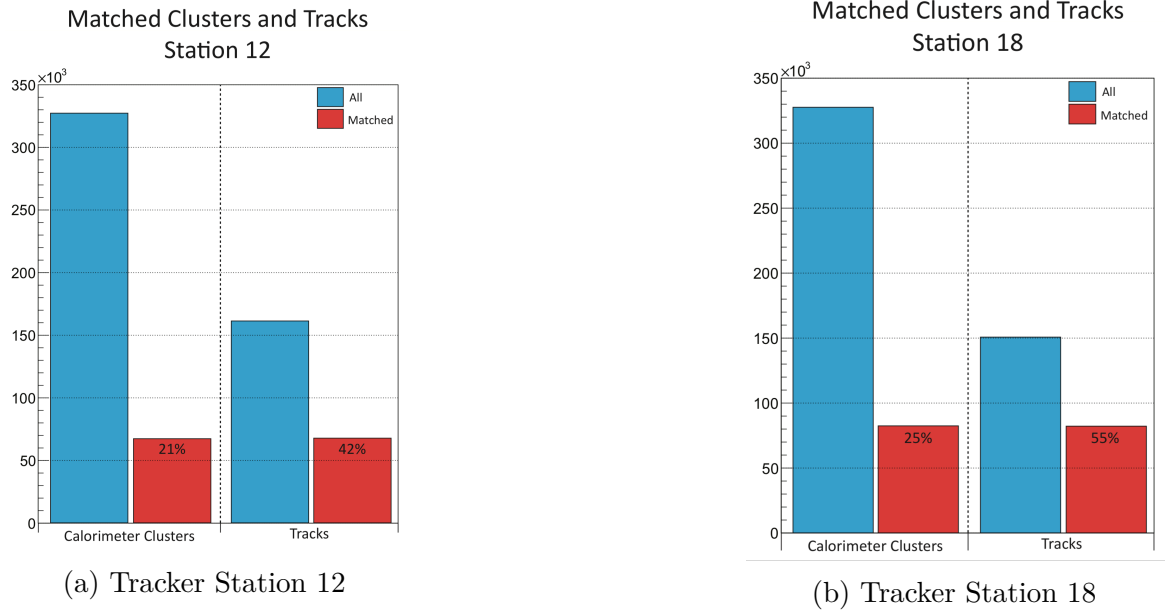 Matched Clusters and Tracks
Station 12
×10³
350
300
250
200
150
100
50
0
All
Matched
21%
42%
Calorimeter Clusters
Tracks
(a) Tracker Station 12
Matched Clusters and Tracks
Station 18
×10³
350
300
250
200
150
100
50
0
All
Matched
25%
55%
Calorimeter Clusters
Tracks
(b) Tracker Station 18